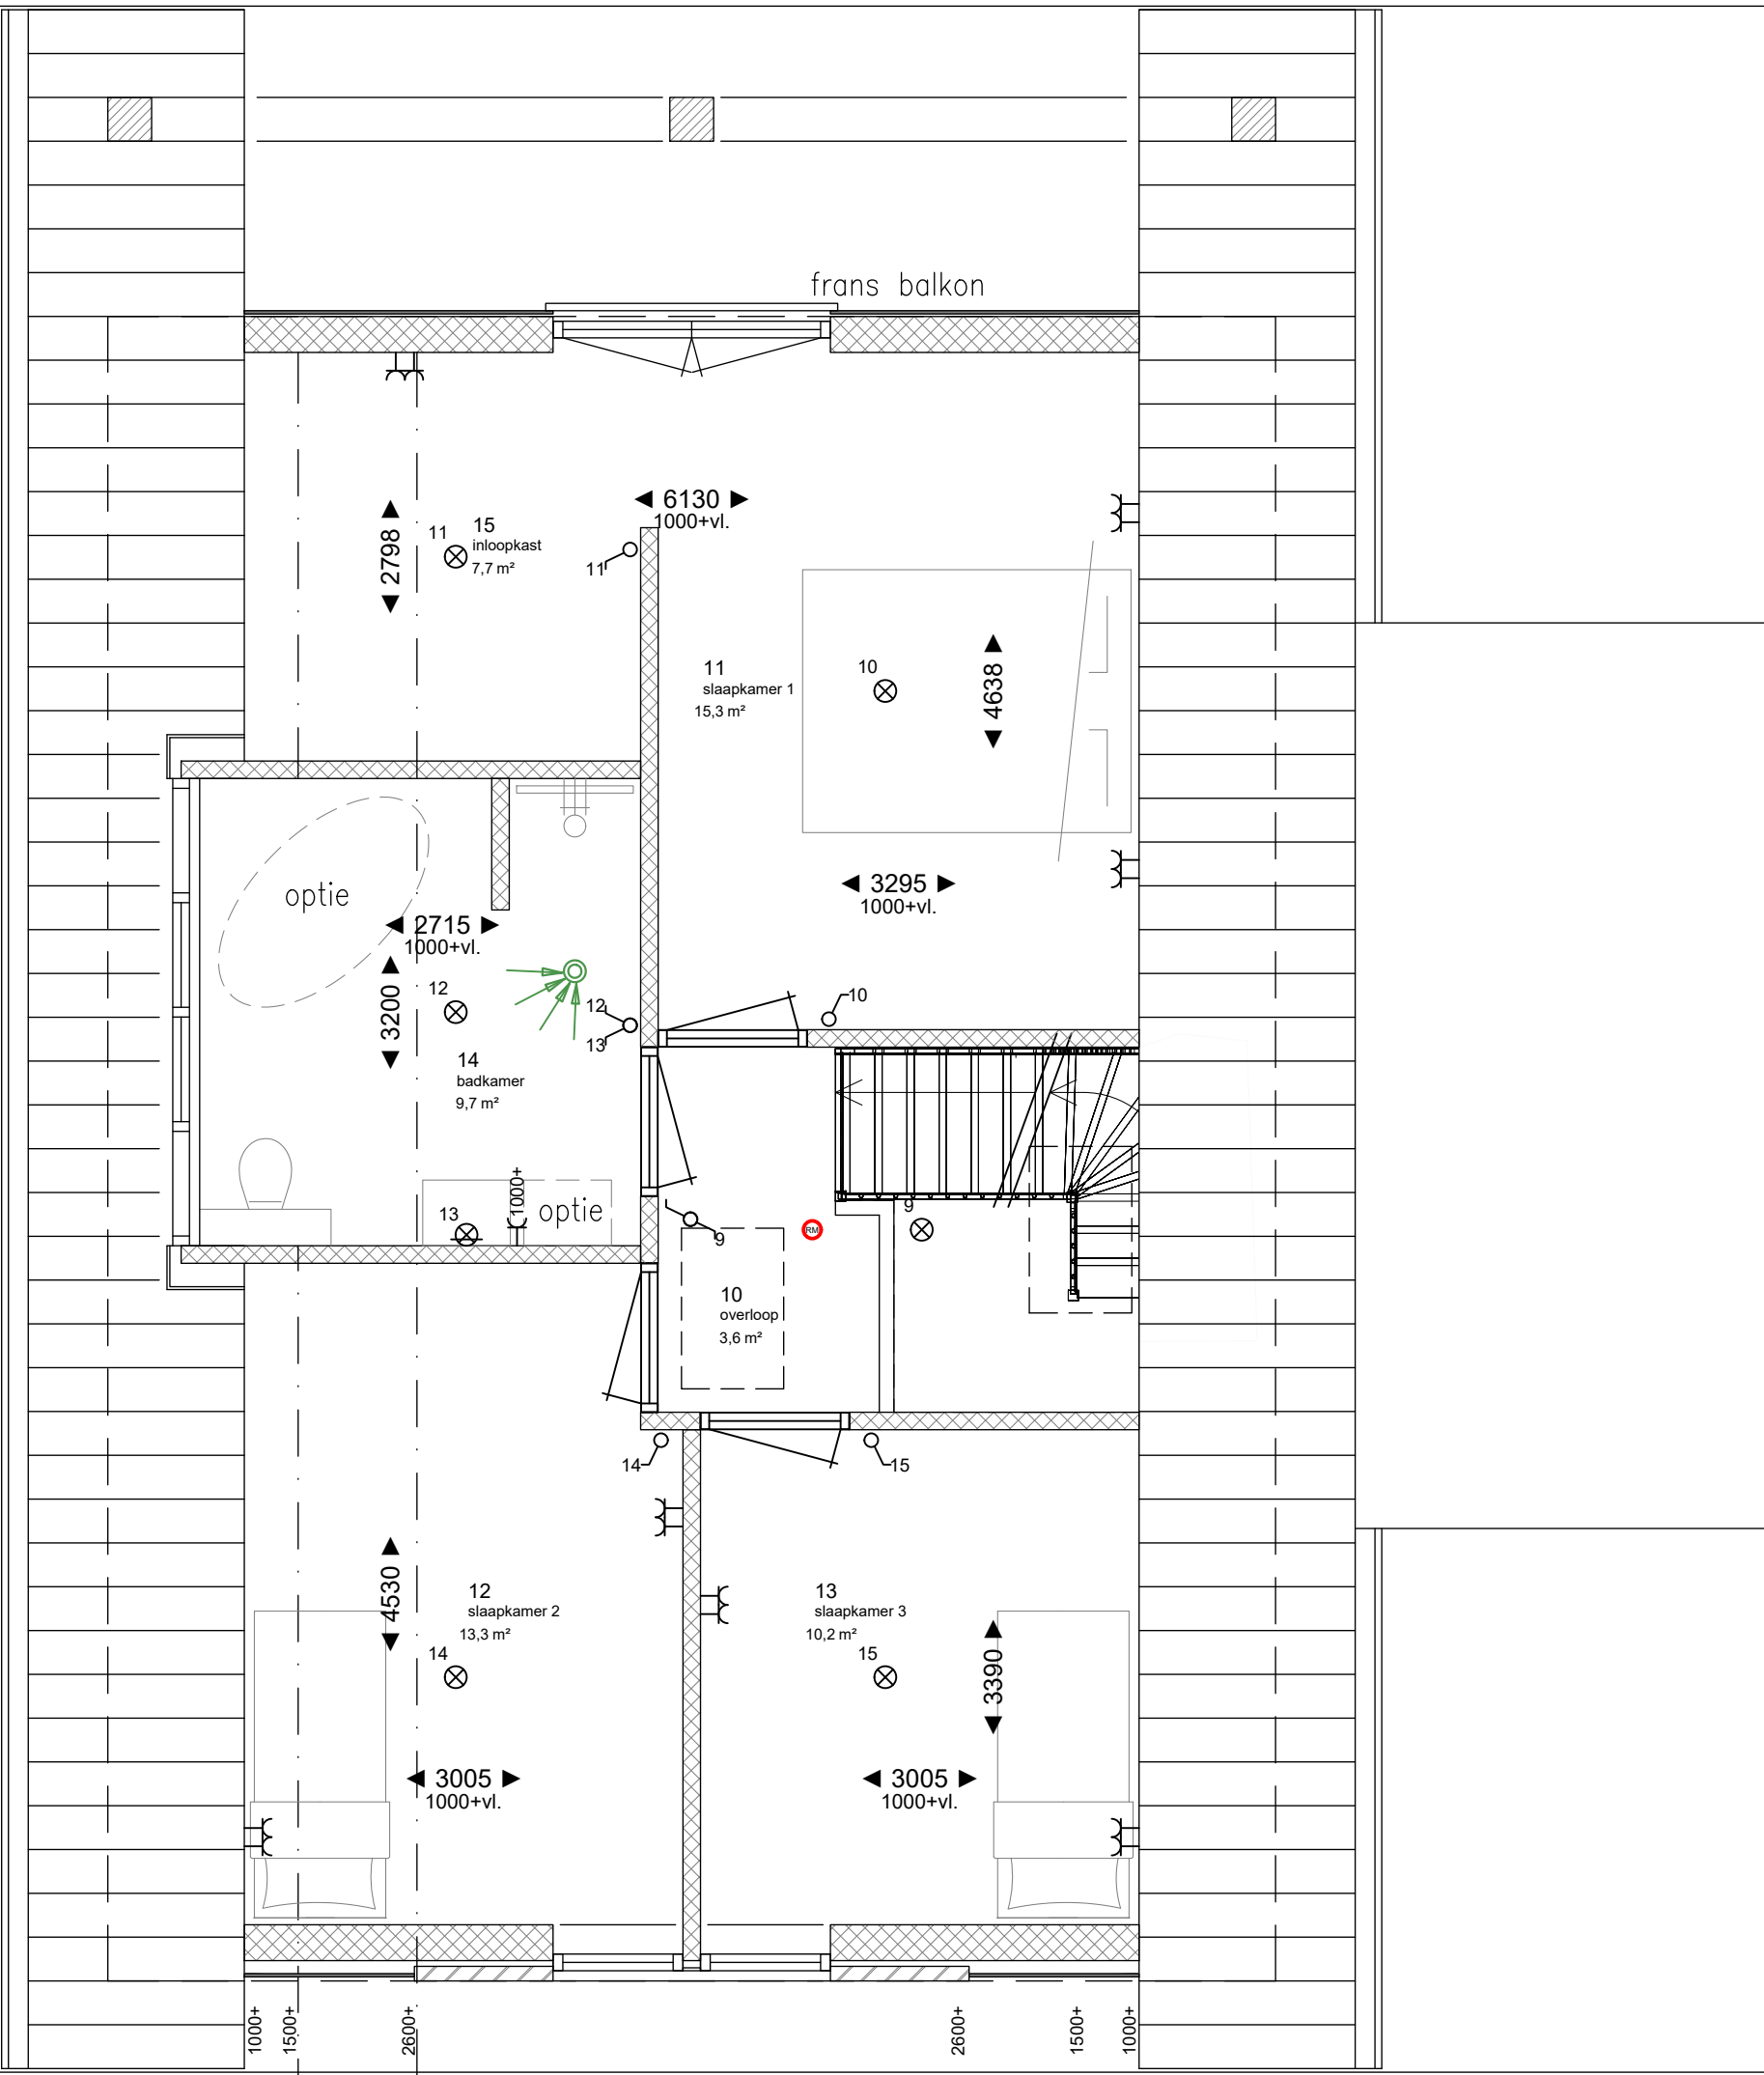 frans balkon
6130
1000+vl.
11
15
inloopkast
7,7 m²
2798
11
11
slaapkamer 1
15,3 m²
10
4638
optie
2715
1000+vl.
3295
1000+vl.
3200
12
12
13
10
14
badkamer
9,7 m²
13
1000+
optie
9
RM
9
10
overloop
3,6 m²
14
15
4530
12
slaapkamer 2
13,3 m²
14
13
slaapkamer 3
10,2 m²
15
3390
3005
1000+vl.
3005
1000+vl.
1000+
1500+
2600+
2600+
1500+
1000+